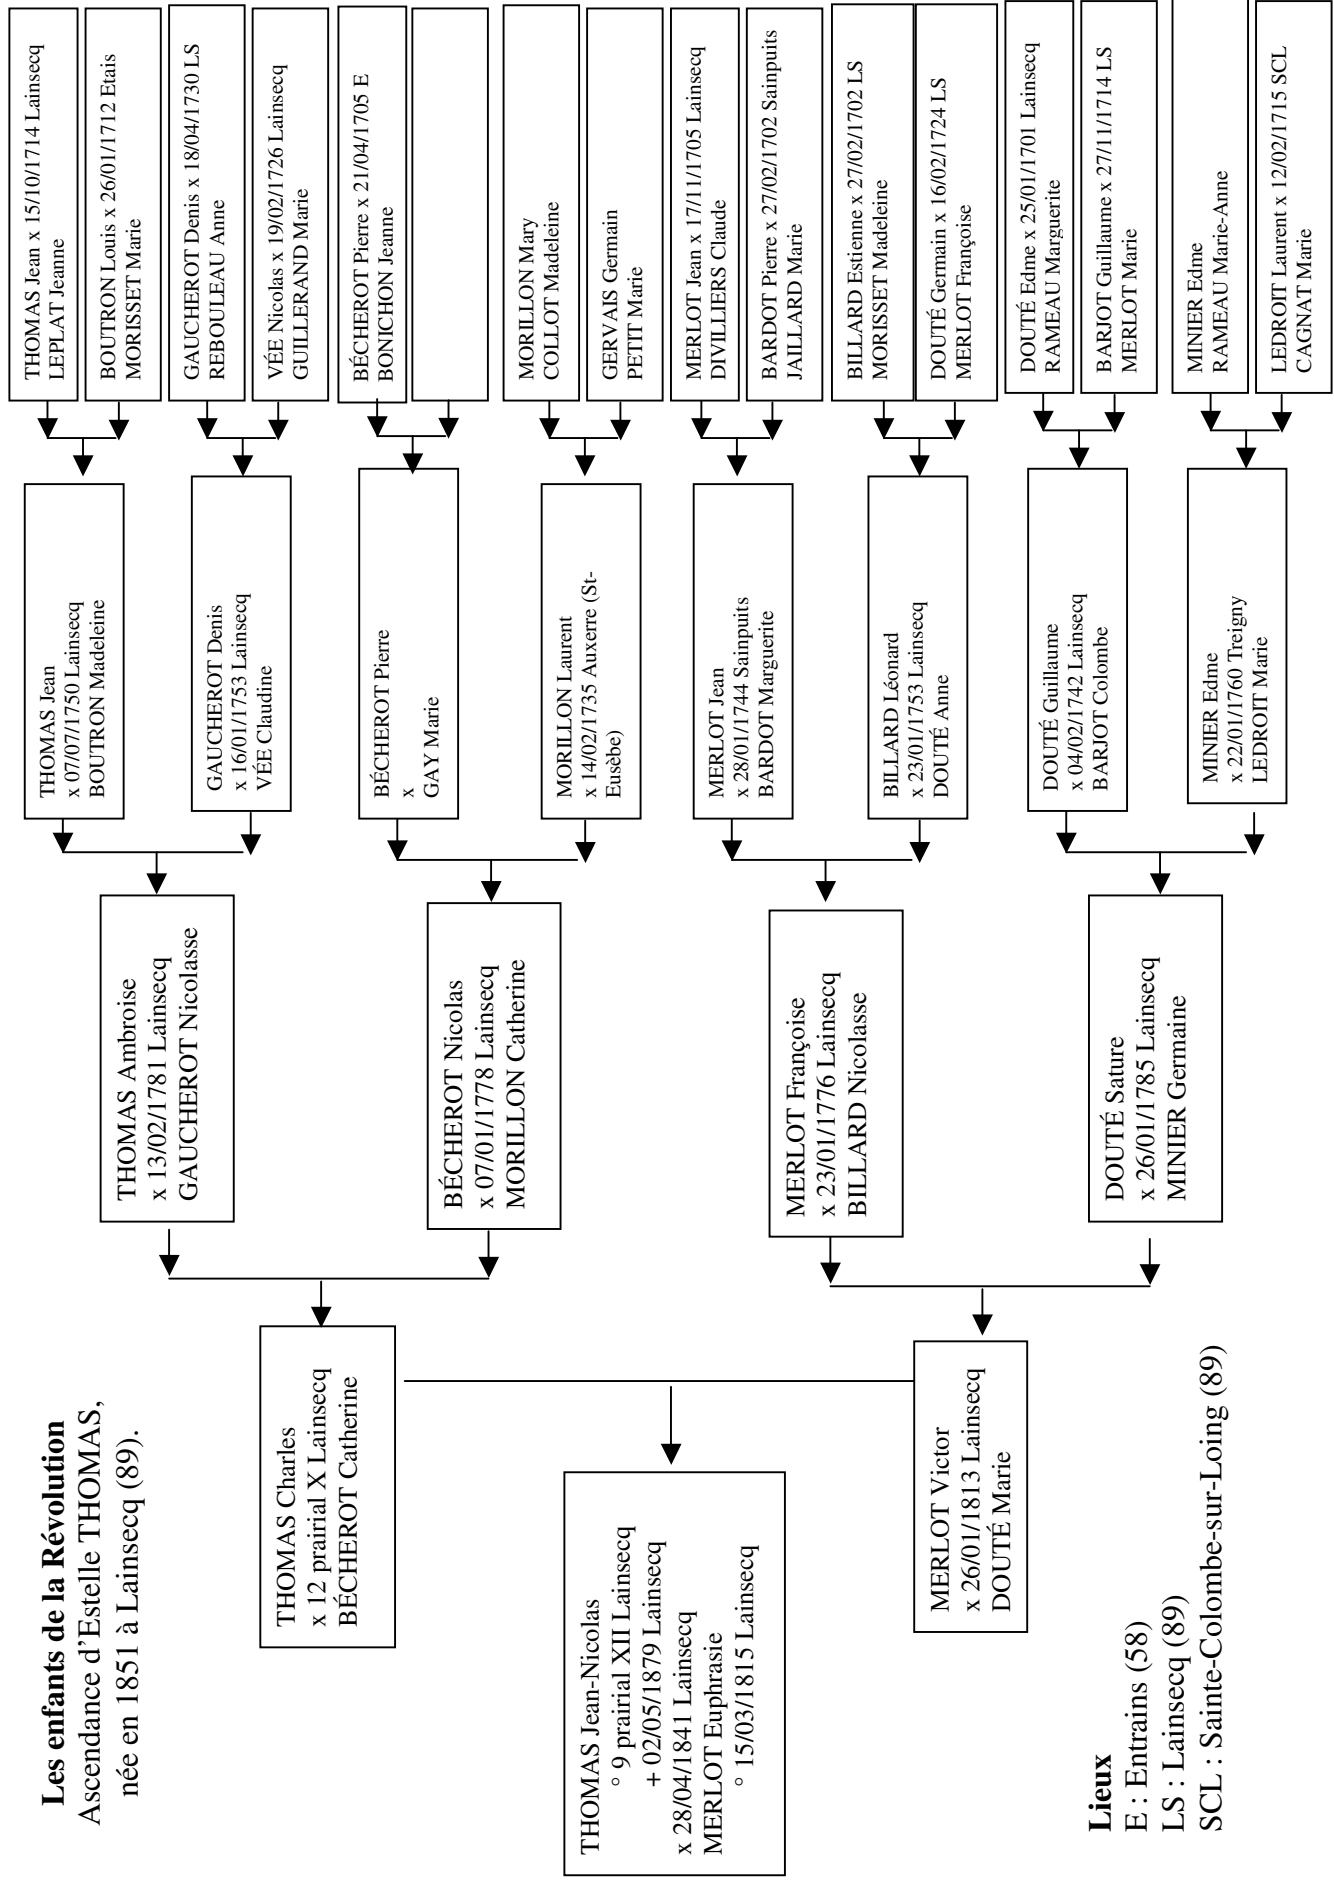 Les enfants de la Révolution
Ascendance d'Estelle THOMAS,
née en 1851 à Lainsecq (89).
THOMAS Jean-Nicolas
° 9 prairial XII Lainsecq
+ 02/05/1879 Lainsecq
x 28/04/1841 Lainsecq
MERLOT Euphrasie
° 15/03/1815 Lainsecq
Lieux
E : Entrains (58)
LS : Lainsecq (89)
SCL : Sainte-Colombe-sur-Loing (89)
THOMAS Charles
x 12 prairial X Lainsecq
BÉCHEROT Catherine
MERLOT Victor
x 26/01/1813 Lainsecq
DOUTÉ Marie
THOMAS Ambroise
x 13/02/1781 Lainsecq
GAUCHEROT Nicolasse
BÉCHEROT Nicolas
x 07/01/1778 Lainsecq
MORILLON Catherine
MERLOT Françoise
x 23/01/1776 Lainsecq
BILLARD Nicolasse
DOUTÉ Sature
x 26/01/1785 Lainsecq
MINIER Germaine
THOMAS Jean
x 07/07/1750 Lainsecq
BOUTRON Madeleine
GAUCHEROT Denis
x 16/01/1753 Lainsecq
VÉE Claudine
BÉCHEROT Pierre
x
GAY Marie
MORILLON Laurent
x 14/02/1735 Auxerre (St-
Eusèbe)
MERLOT Jean
x 28/01/1744 Sainpuits
BARDOT Marguerite
BILLARD Léonard
x 23/01/1753 Lainsecq
DOUTÉ Anne
DOUTÉ Guillaume
x 04/02/1742 Lainsecq
BARJOT Colombe
MINIER Edme
x 22/01/1760 Treigny
LEDROIT Marie
THOMAS Jean x 15/10/1714 Lainsecq
LEPLAT Jeanne
BOUTRON Louis x 26/01/1712 Etais
MORISSET Marie
GAUCHEROT Denis x 18/04/1730 LS
REBOULEAU Anne
VÉE Nicolas x 19/02/1726 Lainsecq
GUILLERAND Marie
BÉCHEROT Pierre x 21/04/1705 E
BONICHON Jeanne
MORILLON Mary
COLLOT Madeleine
GERVAIS Germain
PETIT Marie
MERLOT Jean x 17/11/1705 Lainsecq
DIVILLIERS Claude
BARDOT Pierre x 27/02/1702 Sainpuits
JAILLARD Marie
BILLARD Estienne x 27/02/1702 LS
MORISSET Madeleine
DOUTÉ Germain x 16/02/1724 LS
MERLOT Françoise
DOUTÉ Edme x 25/01/1701 Lainsecq
RAMEAU Marguerite
BARJOT Guillaume x 27/11/1714 LS
MERLOT Marie
MINIER Edme
RAMEAU Marie-Anne
LEDROIT Laurent x 12/02/1715 SCL
CAGNAT Marie